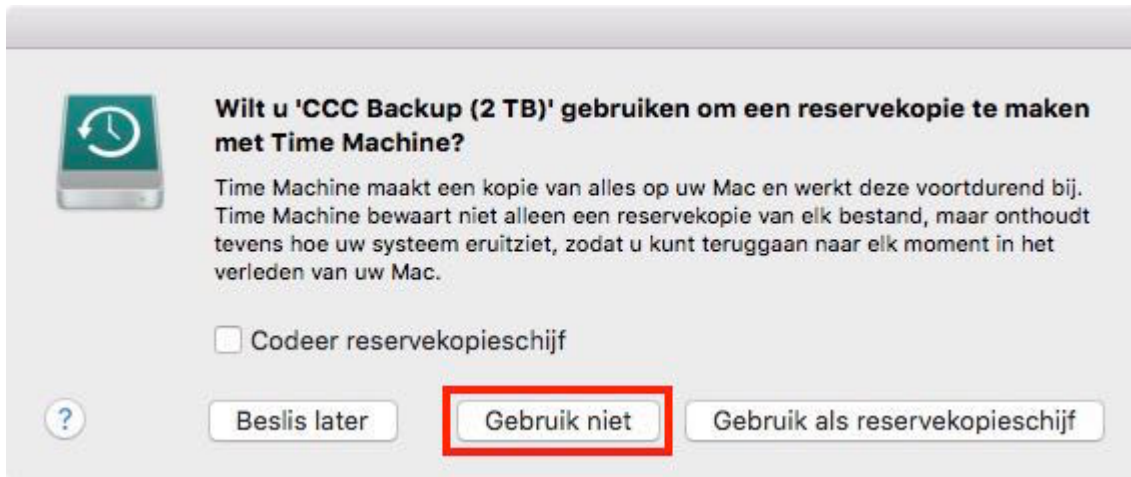 Wilt u 'CCC Backup (2 TB)' gebruiken om een reservekopie te maken
met Time Machine?
Time Machine maakt een kopie van alles op uw Mac en werkt deze voortdurend bij.
Time Machine bewaart niet alleen een reservekopie van elk bestand, maar onthoudt
tevens hoe uw systeem eruitziet, zodat u kunt teruggaan naar elk moment in het
verleden van uw Mac.
Codeer reservekopieschijf
? Beslis later Gebruik niet Gebruik als reservekopieschijf